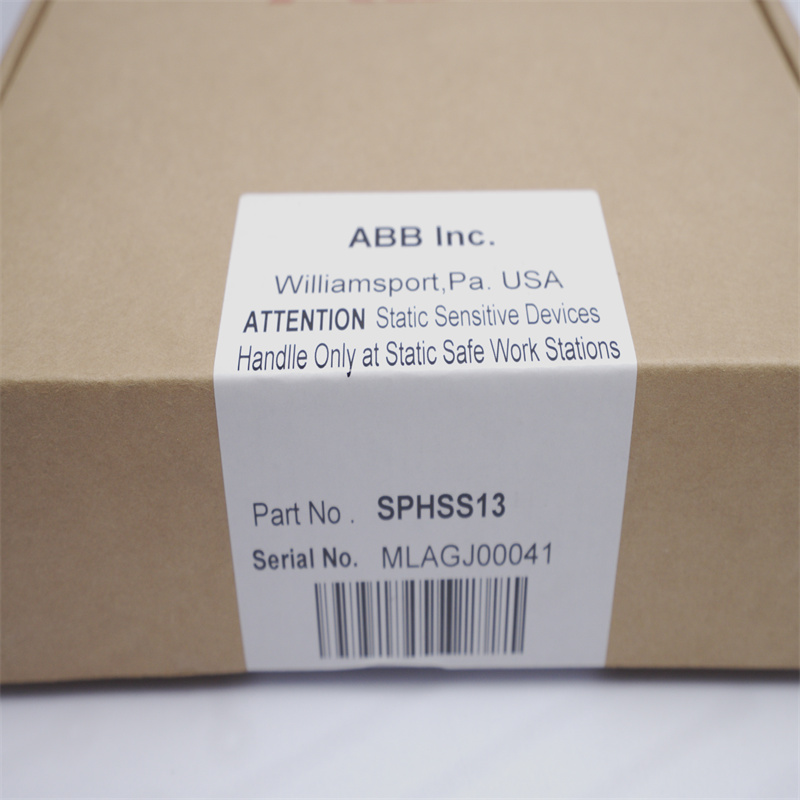 ABB Inc.
Williamsport,Pa. USA
ATTENTION Static Sensitive Devices
Handlle Only at Static Safe Work Stations
Part No . SPHSS13
Serial No. MLAGJ00041